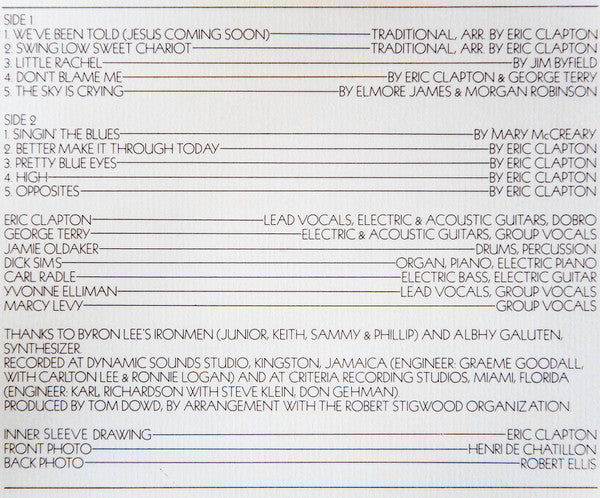 SIDE 1
1. WE'VE BEEN TOLD (JESUS COMING SOON) TRADITIONAL, ARR. BY ERIC CLAPTON
2. SWING LOW SWEET CHARIOT TRADITIONAL, ARR. BY ERIC CLAPTON
3. LITTLE RACHEL BY JIM BYFIELD
4. DON'T BLAME ME BY ERIC CLAPTON & GEORGE TERRY
5. THE SKY IS CRYING BY ELMORE JAMES & MORGAN ROBINSON
SIDE 2
1. SINGIN' THE BLUES BY MARY McCREARY
2. BETTER MAKE IT THROUGH TODAY BY ERIC CLAPTON
3. PRETTY BLUE EYES BY ERIC CLAPTON
4. HIGH BY ERIC CLAPTON
5. OPPOSITES BY ERIC CLAPTON
ERIC CLAPTON LEAD VOCALS, ELECTRIC & ACOUSTIC GUITARS, DOBRO
GEORGE TERRY ELECTRIC & ACOUSTIC GUITARS, GROUP VOCALS
JAMIE OLDAKER DRUMS, PERCUSSION
DICK SIMS ORGAN, PIANO, ELECTRIC PIANO
CARL RADLE ELECTRIC BASS, ELECTRIC GUITAR
YVONNE ELLIMAN LEAD VOCALS, GROUP VOCALS
MARCY LEVY GROUP VOCALS
THANKS TO BYRON LEE'S IRONMEN (JUNIOR, KEITH, SAMMY & PHILLIP) AND ALBHY GALUTEN,
SYNTHESIZER.
RECORDED AT DYNAMIC SOUNDS STUDIO, KINGSTON, JAMAICA (ENGINEER: GRAEME GOODALL,
WITH CARLTON LEE & RONNIE LOGAN) AND AT CRITERIA RECORDING STUDIOS, MIAMI, FLORIDA
(ENGINEER: KARL RICHARDSON WITH STEVE KLEIN, DON GEHMAN).
PRODUCED BY TOM DOWD, BY ARRANGEMENT WITH THE ROBERT STIGWOOD ORGANIZATION.
INNER SLEEVE DRAWING ERIC CLAPTON
FRONT PHOTO HENRI DE CHATILLON
BACK PHOTO ROBERT ELLIS